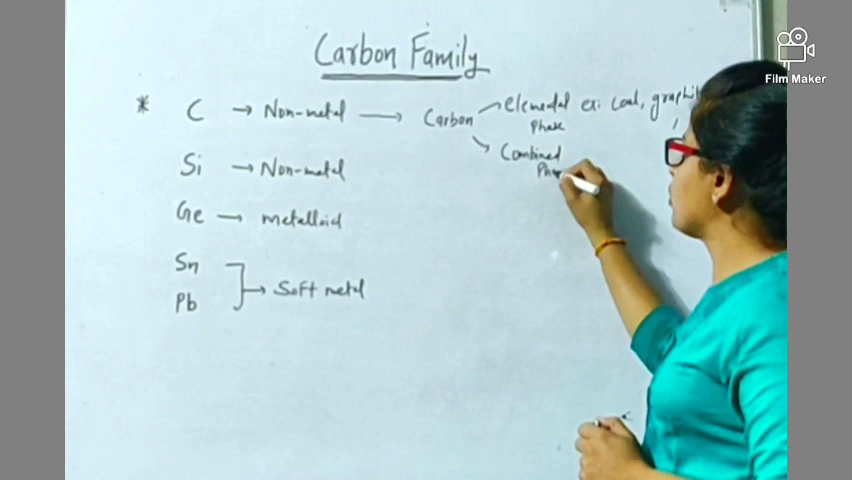 Carbon Family
* C → Non-metal → Carbon → Elemental Phase ex: Coal,
→ Combined
Si → Non-metal
Ge → metalloid
Sn
Pb
→ Soft metal
Film Maker